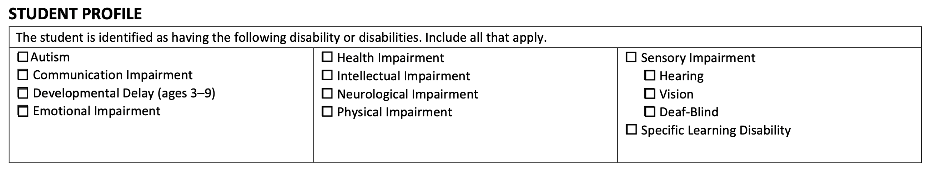 STUDENT PROFILE
The student is identified as having the following disability or disabilities. Include all that apply.
☐Autism
☐ Communication Impairment
☐ Developmental Delay (ages 3–9)
☐ Emotional Impairment
☐ Health Impairment
☐ Intellectual Impairment
☐ Neurological Impairment
☐ Physical Impairment
☐ Sensory Impairment
☐ Hearing
☐ Vision
☐ Deaf-Blind
☐ Specific Learning Disability